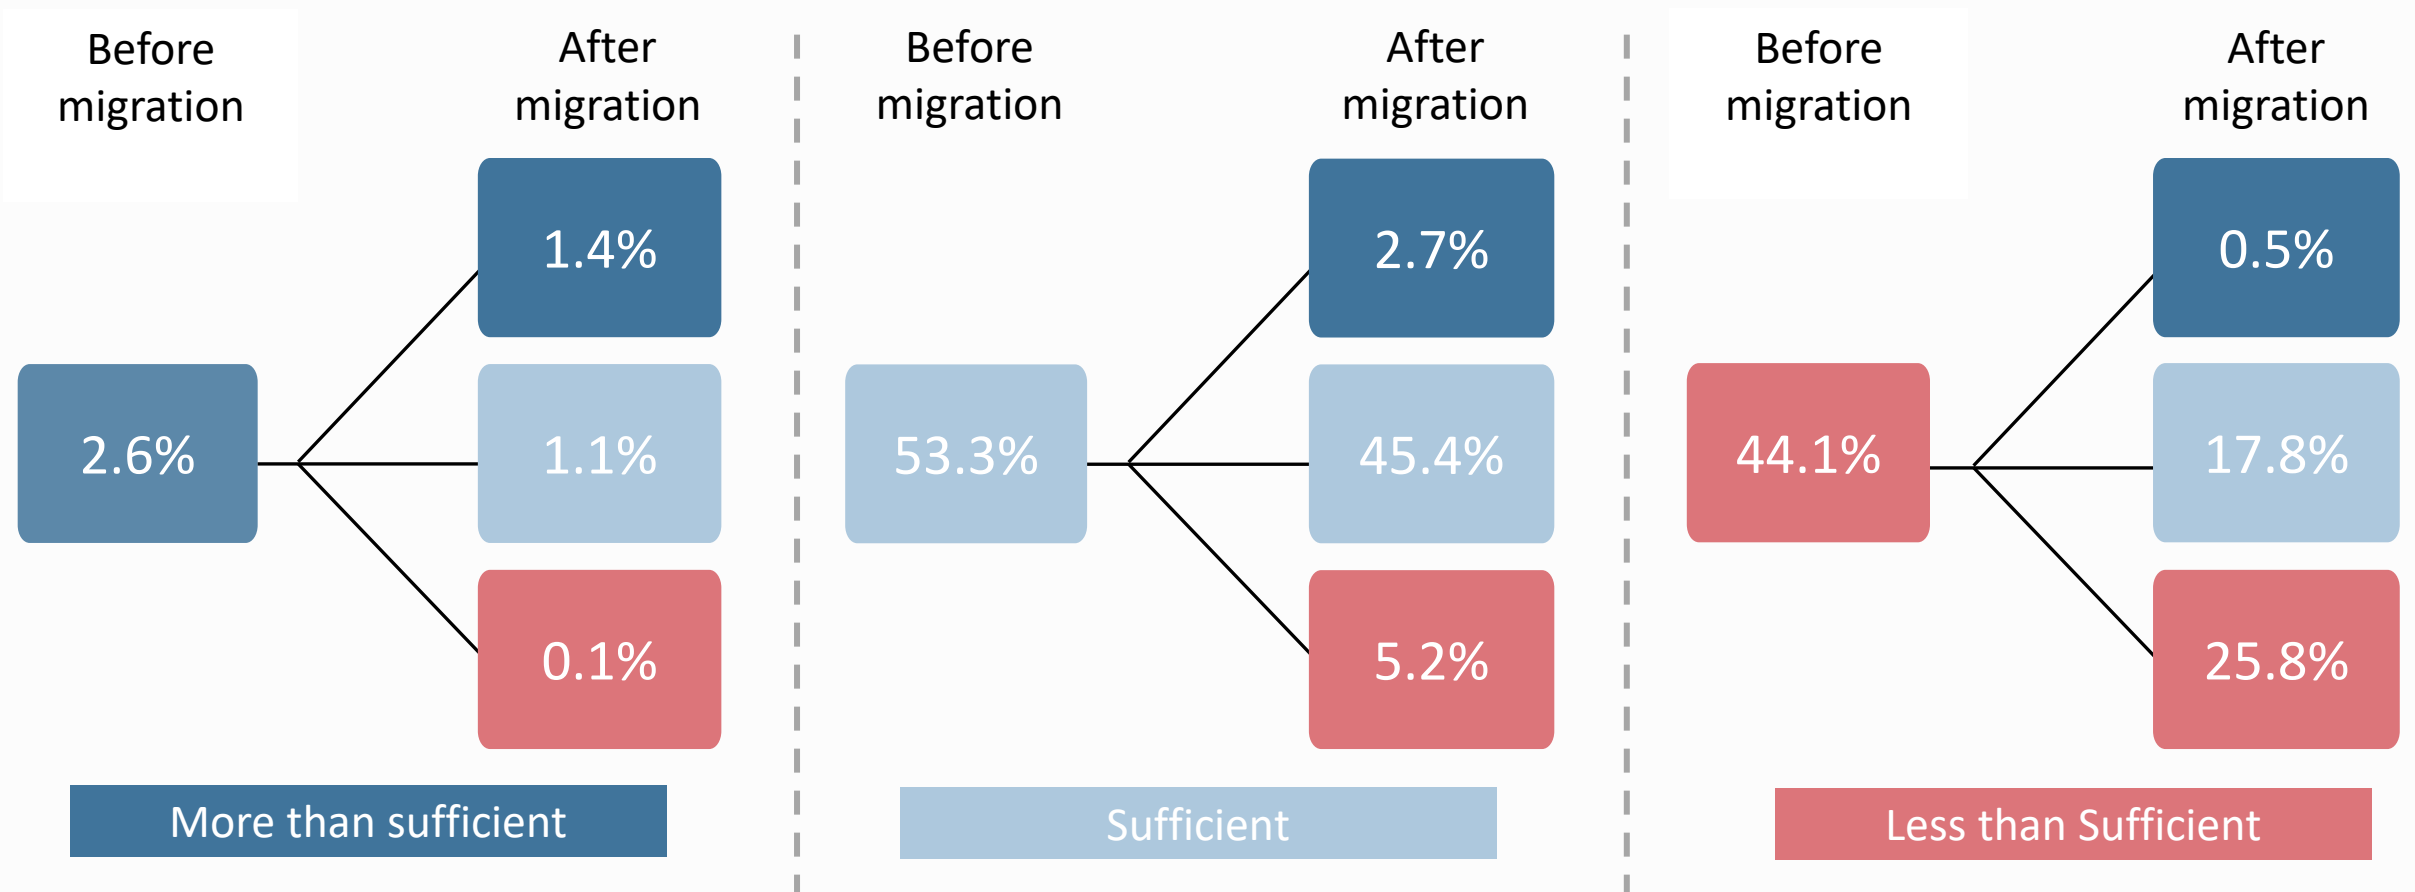 Before
migration
After
migration
1.4%
2.6%
1.1%
0.1%
More than sufficient
Before
migration
After
migration
2.7%
53.3%
45.4%
5.2%
Sufficient
Before
migration
After
migration
0.5%
44.1%
17.8%
25.8%
Less than Sufficient